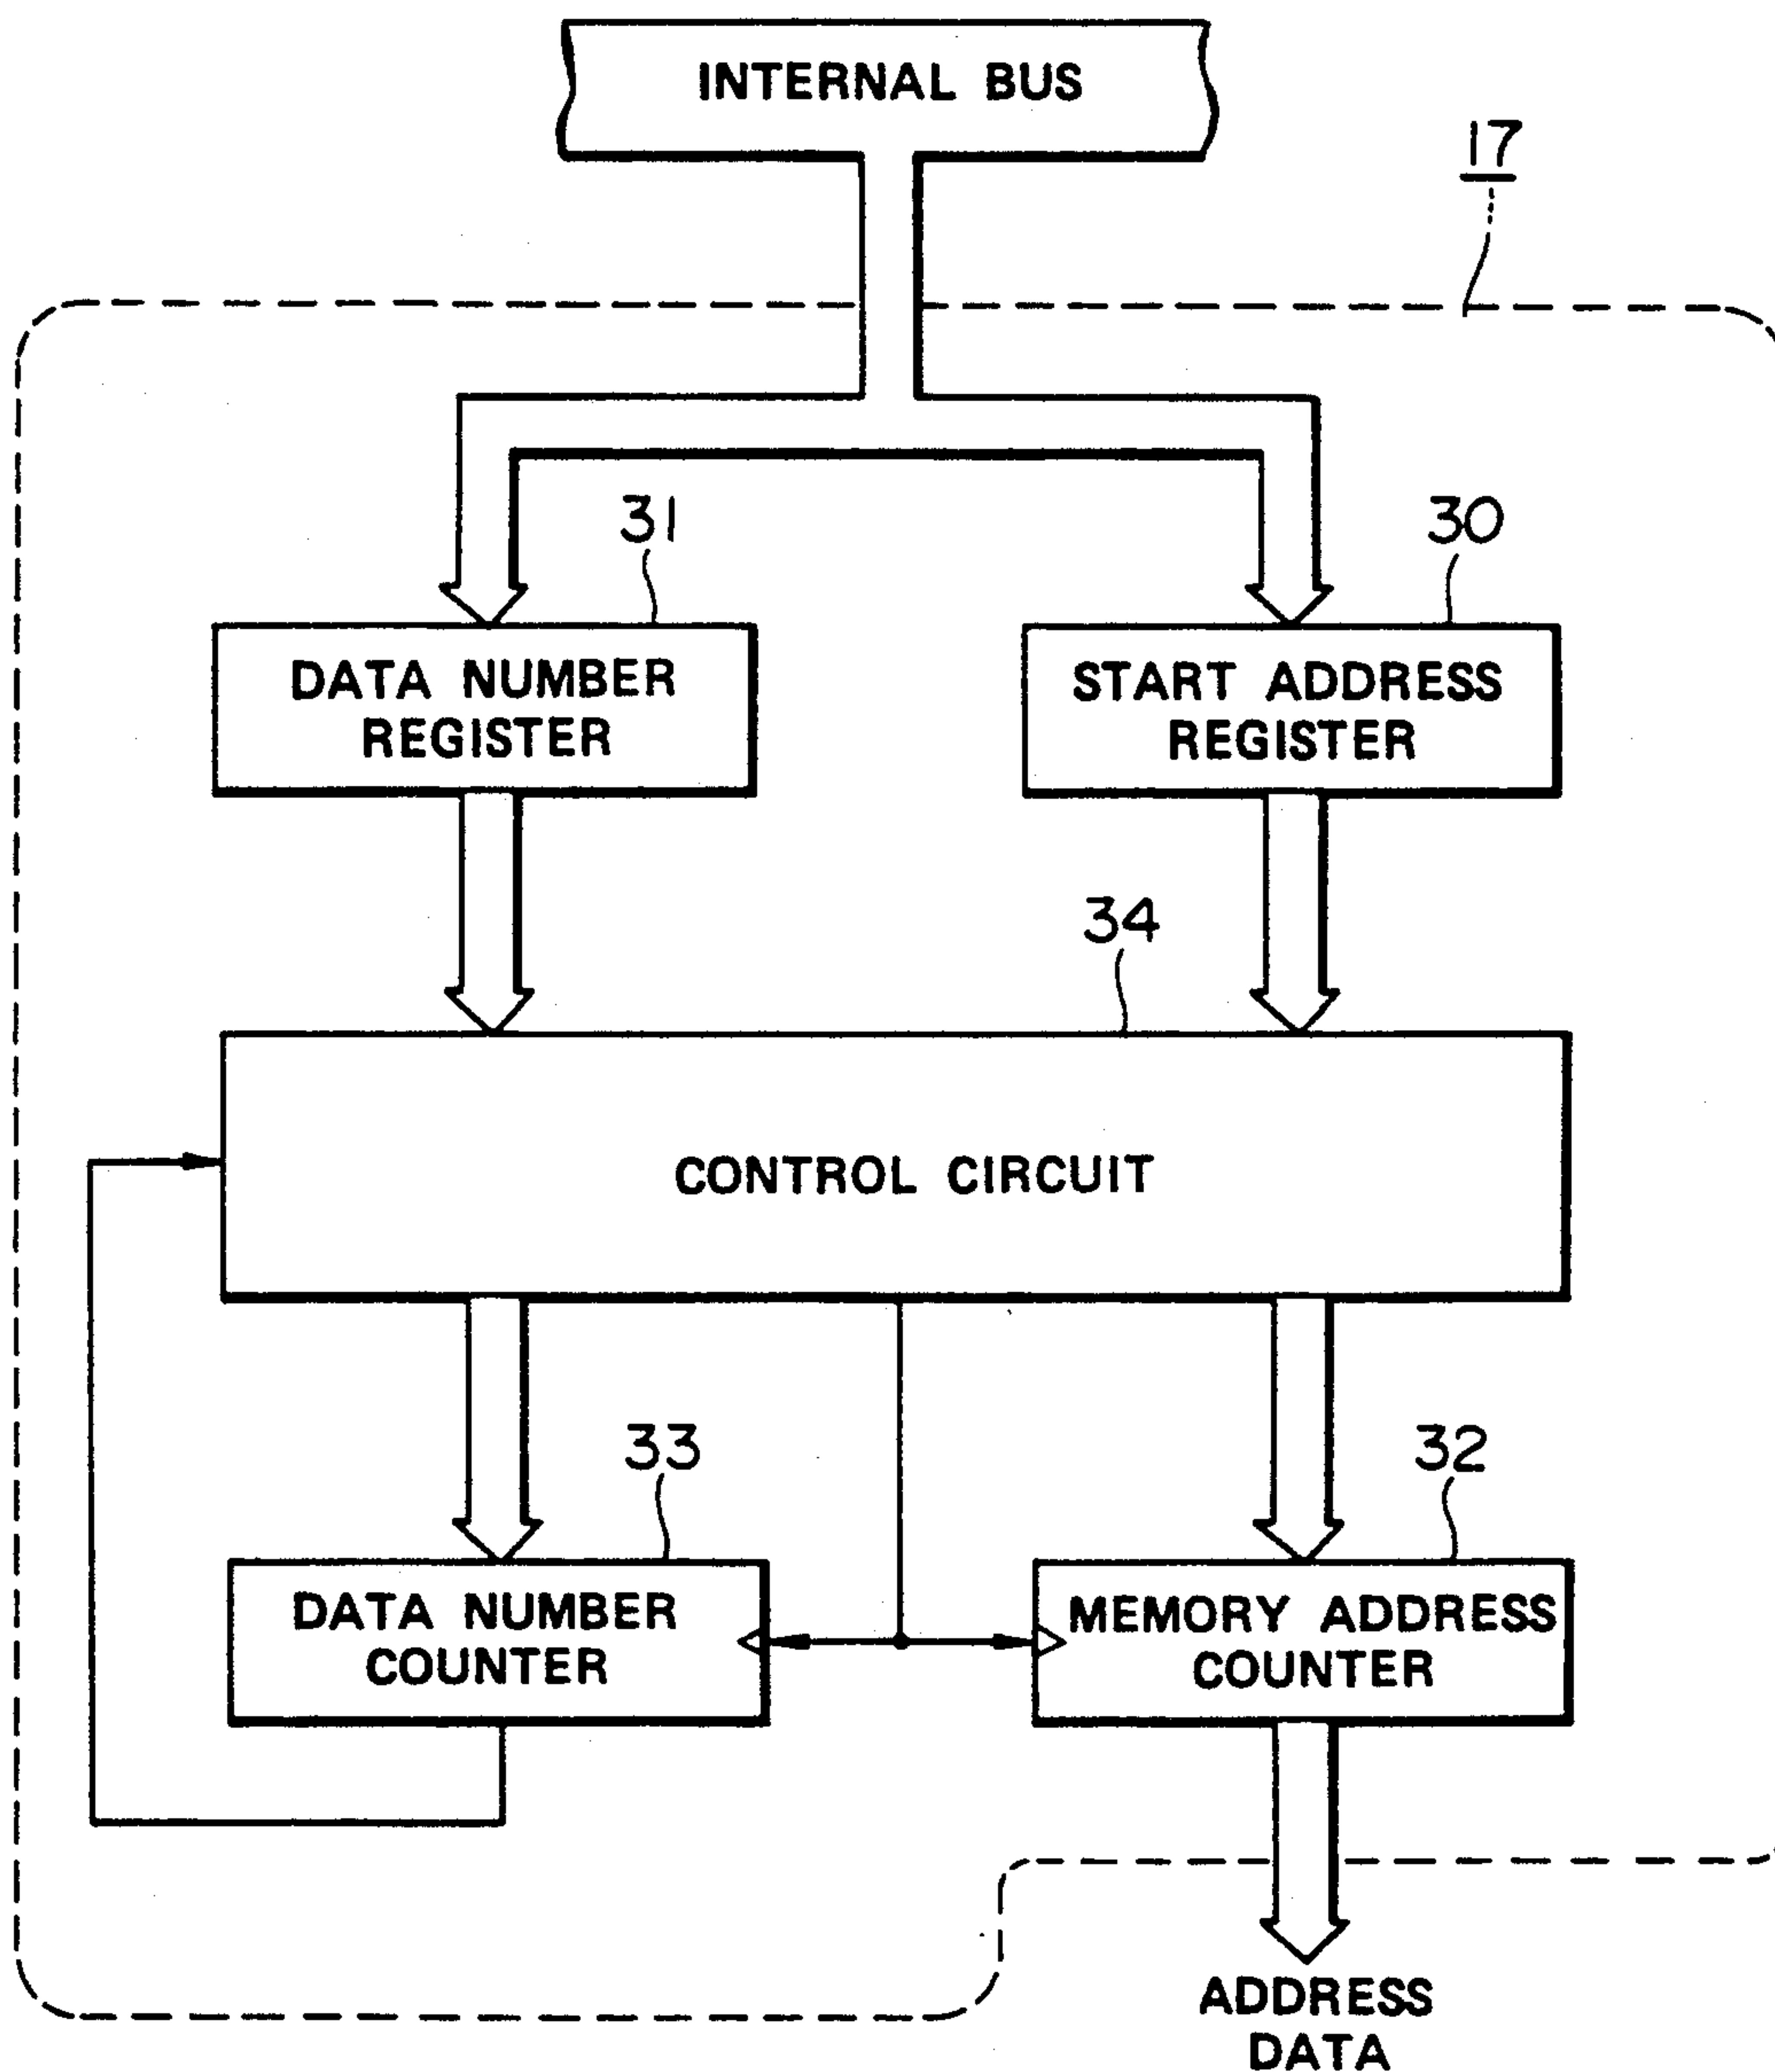 INTERNAL BUS
17
31
30
DATA NUMBER
REGISTER
START ADDRESS
REGISTER
34
CONTROL CIRCUIT
33
32
DATA NUMBER
COUNTER
MEMORY ADDRESS
COUNTER
ADDRESS
DATA